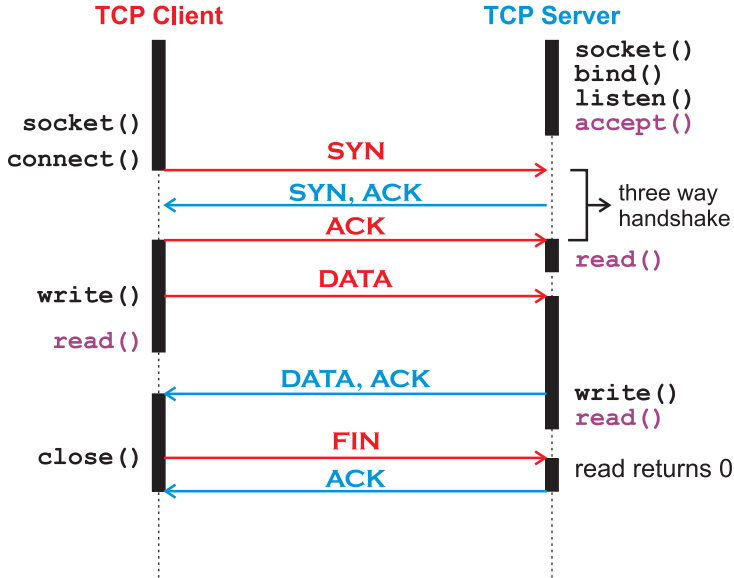 TCP Client
TCP Server
socket()
bind()
listen()
accept()
socket()
connect()
SYN
SYN, ACK
three way
handshake
ACK
read()
DATA
write()
read()
DATA, ACK
write()
read()
FIN
close()
read returns 0
ACK